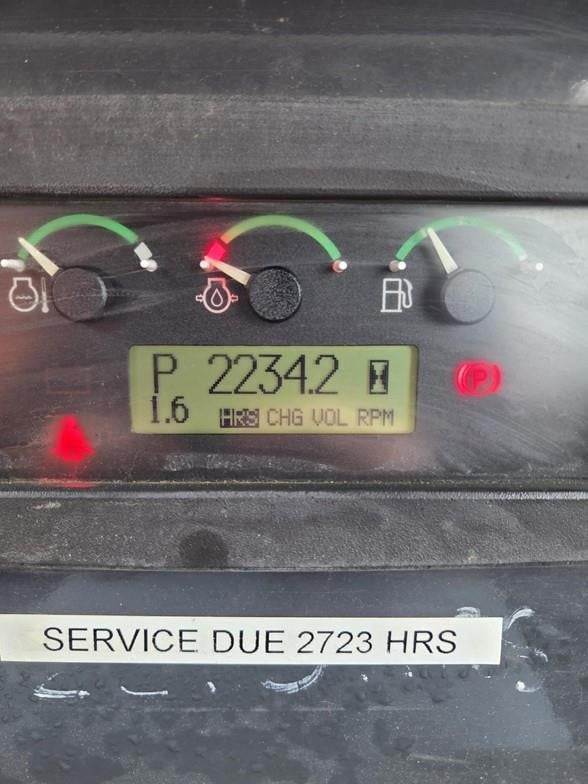 P 2234.2
1.6 HRS CHG VOL RPM
(P)
SERVICE DUE 2723 HRS